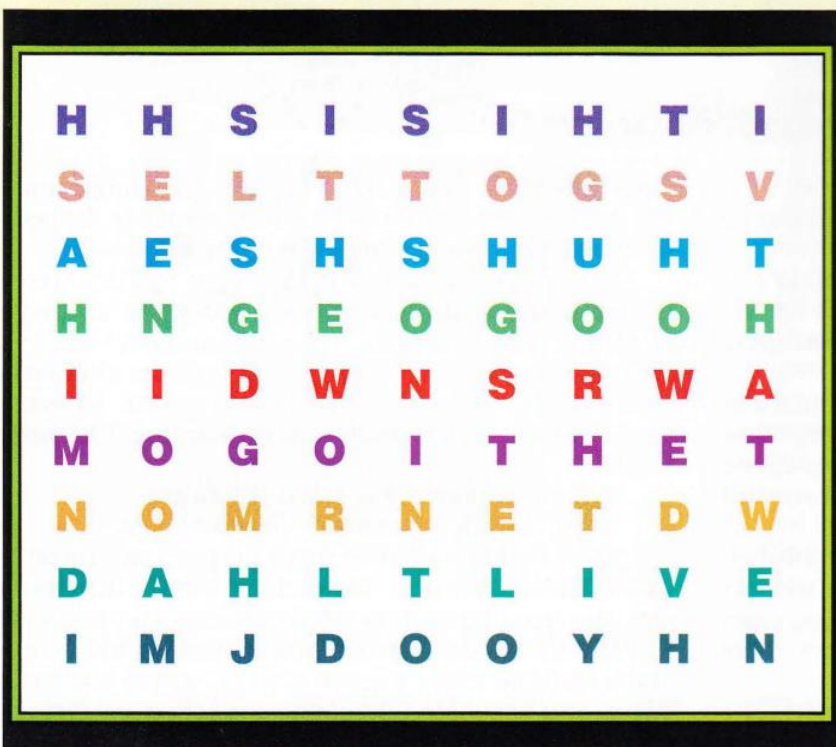 H H S I S I H T I
S E L T T O G S V
A E S H S H U H T
H N G E O G O O H
I I D W N S R W A
M O G O I T H E T
N O M R N E T D W
D A H L T L I V E
I M J D O O Y H N